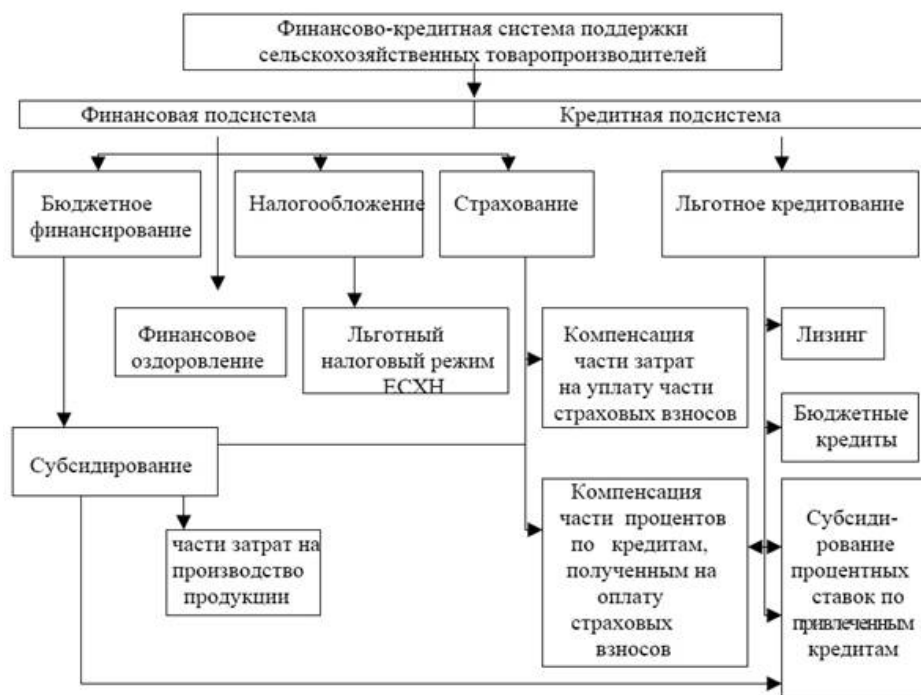 Финансово-кредитная система поддержки
сельскохозяйственных товаропроизводителей
Финансовая подсистема
Кредитная подсистема
Бюджетное
финансирование
Налогообложение
Страхование
Льготное кредитование
Финансовое
оздоровление
Льготный
налоговый режим
ЕСХН
Компенсация
части затрат
на уплату части
страховых взносов
Лизинг
Бюджетные
кредиты
Субсидирование
части затрат на
производство
продукции
Компенсация
части процентов
по кредитам,
полученным на
оплату
страховых
взносов
Субсиди-
рование
процентных
ставок по
привлеченным
кредитам